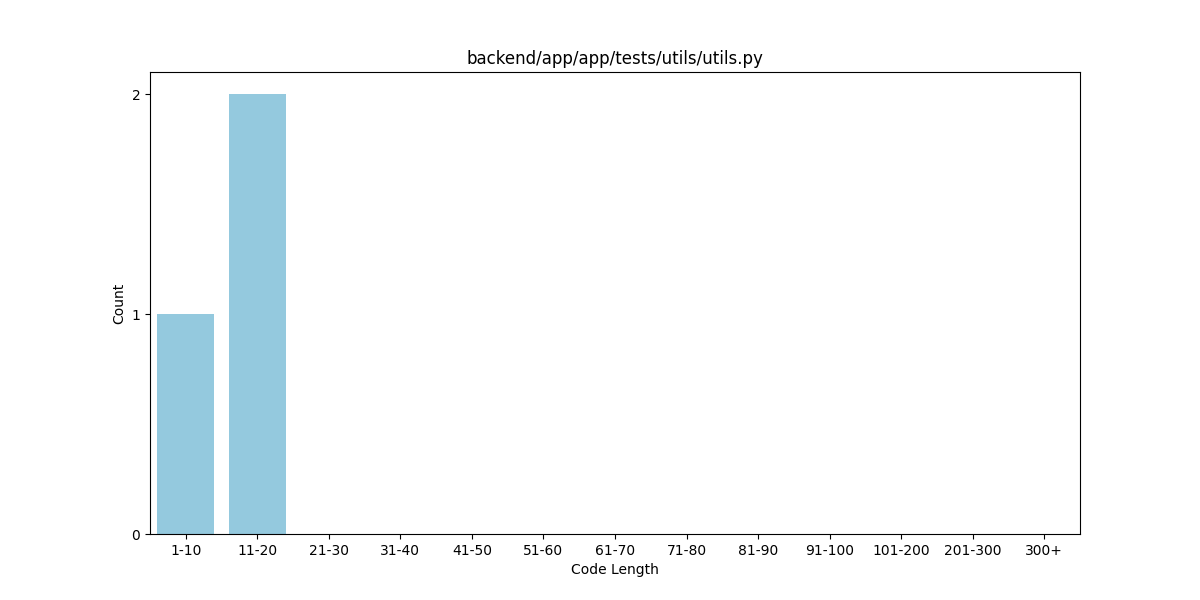 backend/app/app/tests/utils/utils.py
2
1
0
Count
1-10 11-20 21-30 31-40 41-50 51-60 61-70 71-80 81-90 91-100 101-200 201-300 300+
Code Length